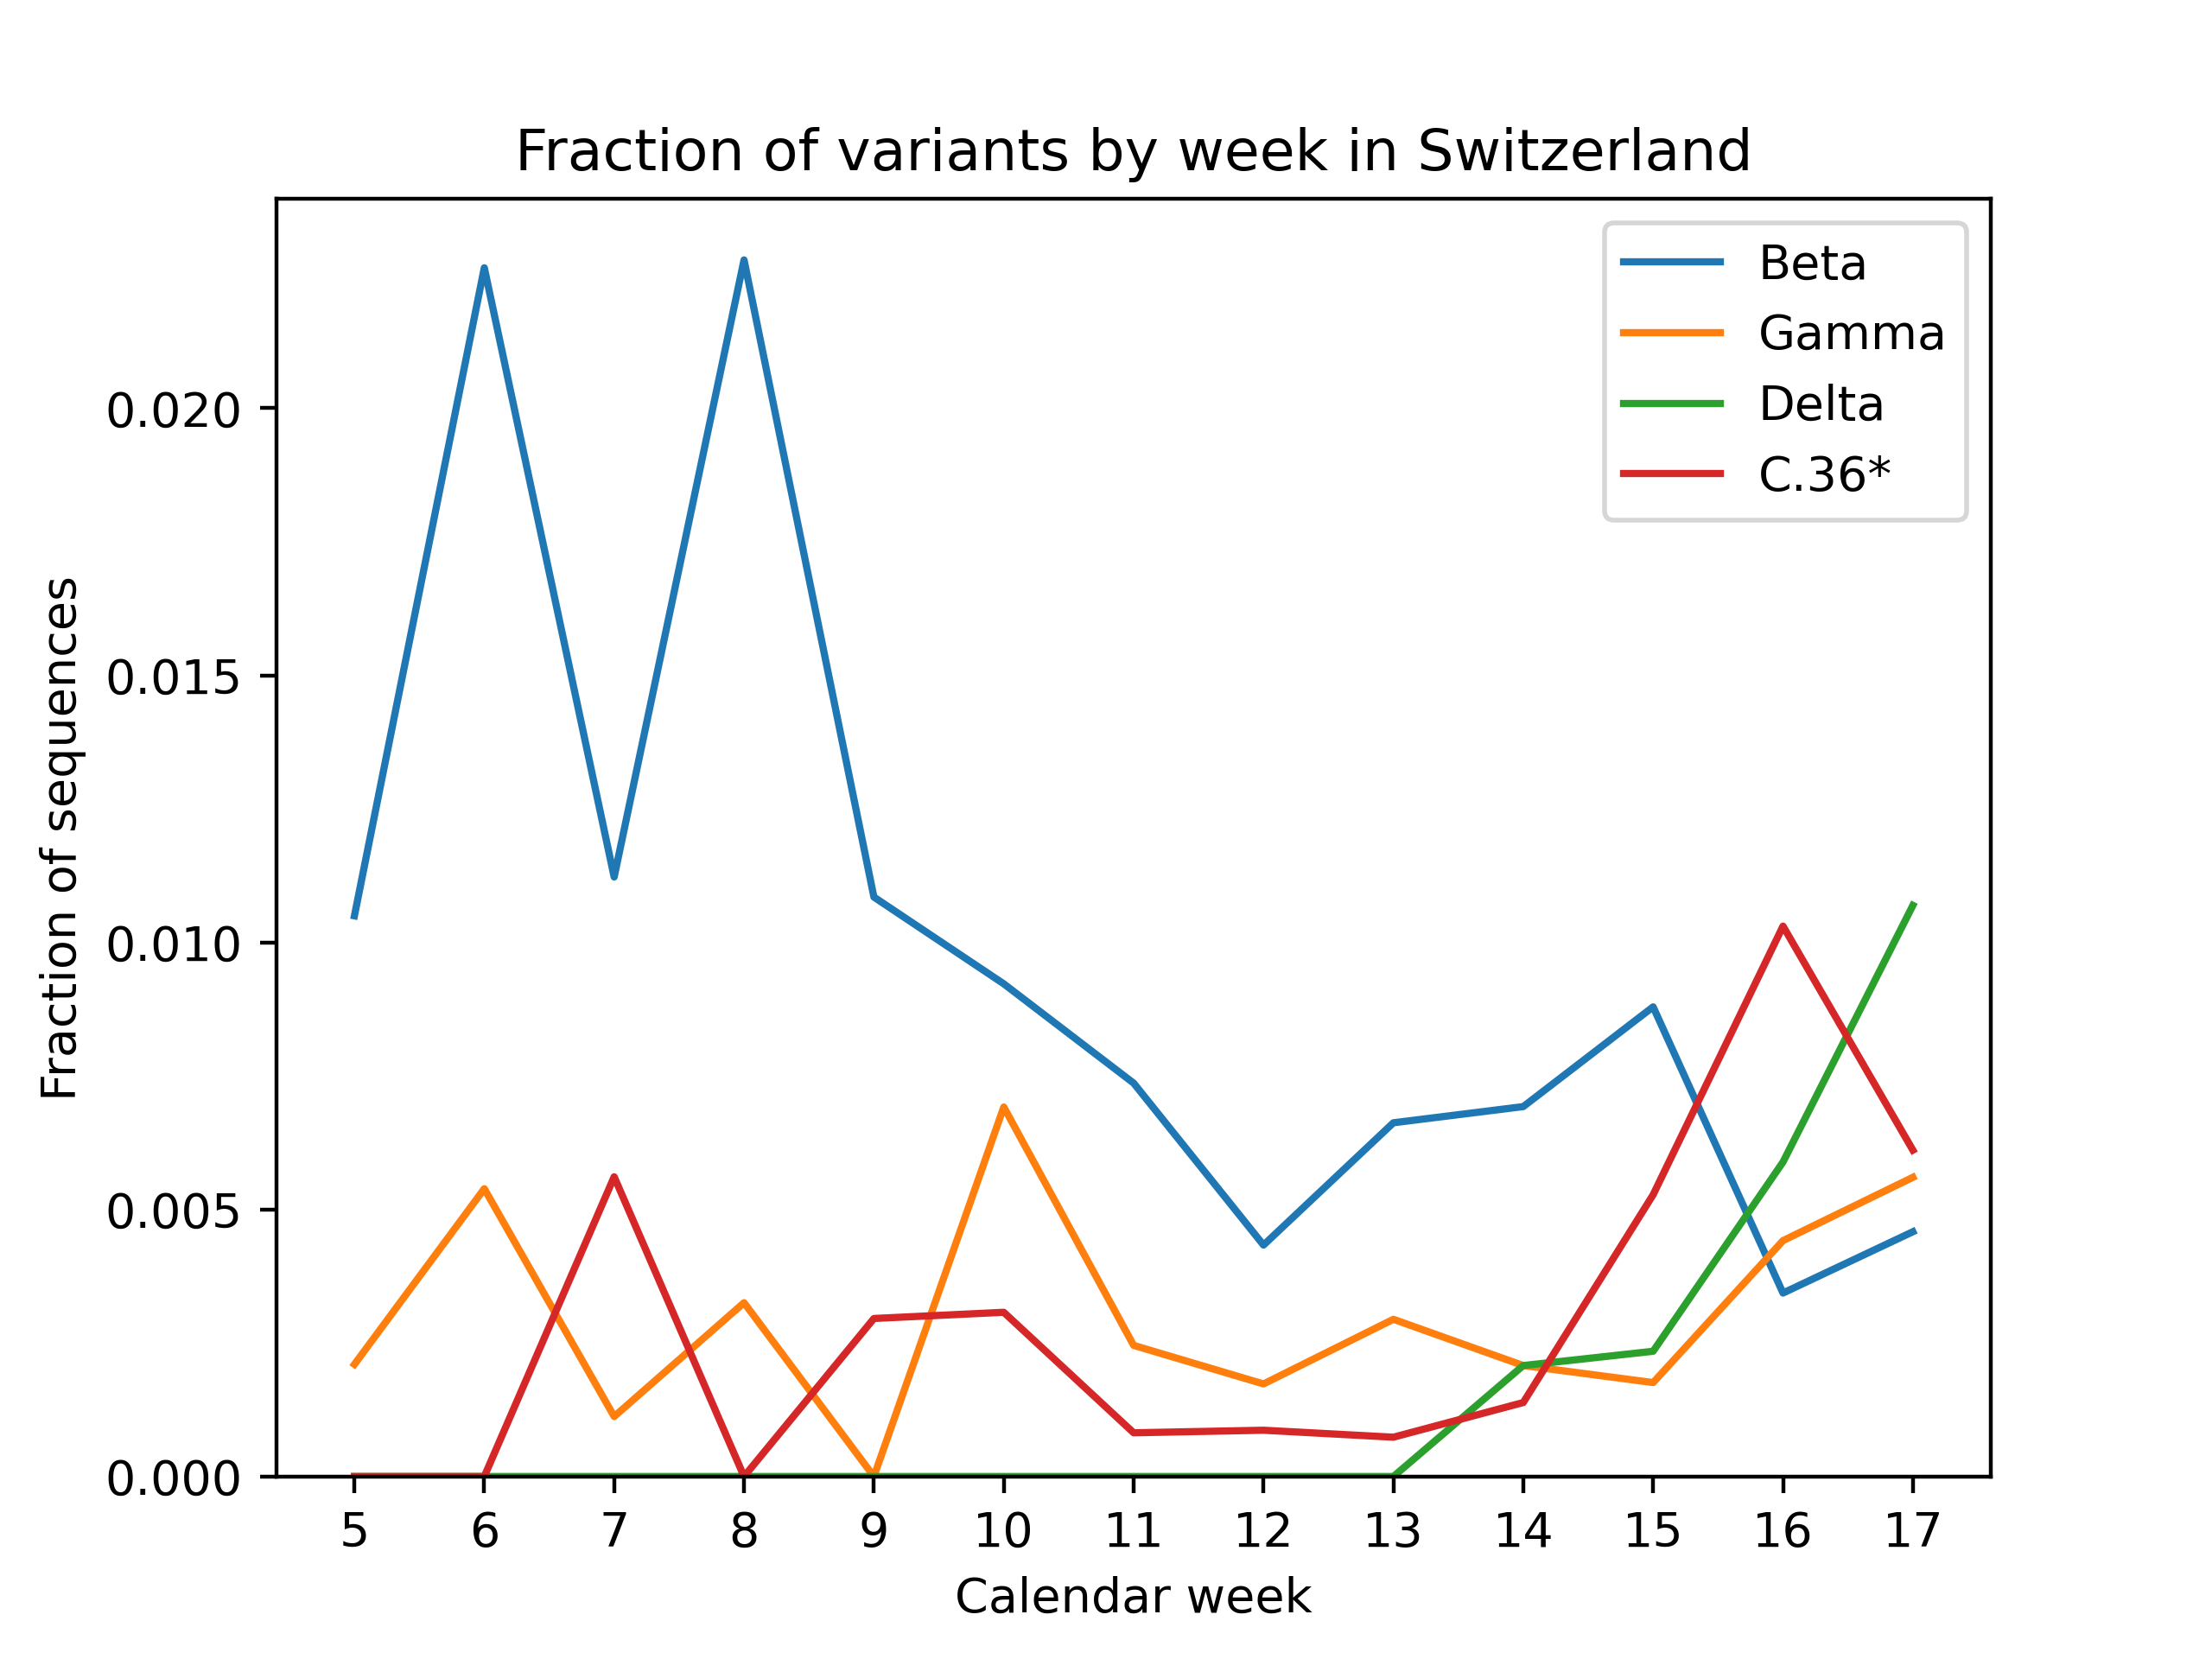 Fraction of variants by week in Switzerland
Beta
Gamma
Delta
C.36*
Fraction of sequences
0.020
0.015
0.010
0.005
0.000
5 6 7 8 9 10 11 12 13 14 15 16 17
Calendar week